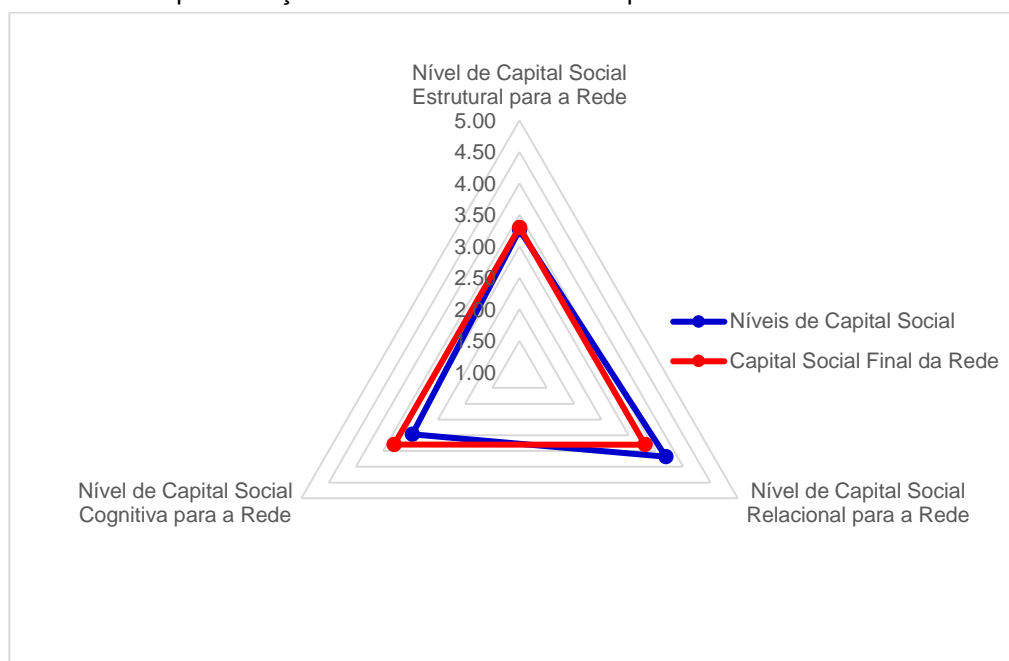 Nível de Capital Social
Estrutural para a Rede
5.00
4.50
4.00
3.50
3.00
2.50
2.00
1.50
1.00
Níveis de Capital Social
Capital Social Final da Rede
Nível de Capital Social
Cognitiva para a Rede
Nível de Capital Social
Relacional para a Rede